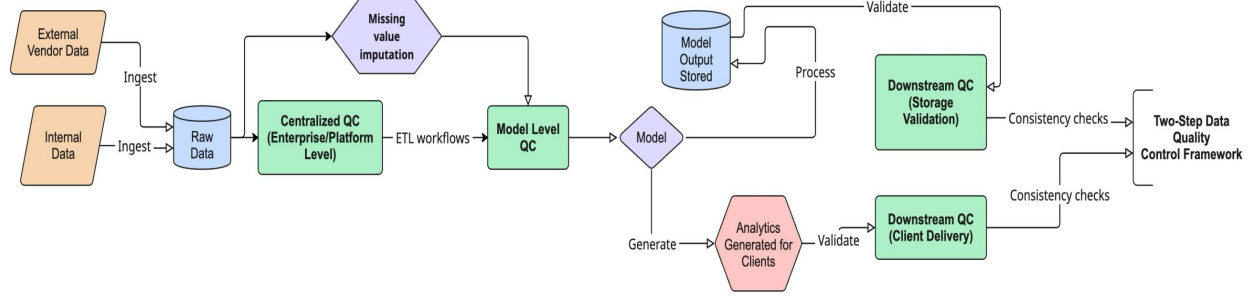 External
Vendor Data
Ingest
Internal
Data
Ingest
Raw
Data
Missing
value
imputation
Centralized QC
(Enterprise/Platform
Level)
ETL workflows
Model Level
QC
Model
Process
Model
Output
Stored
Validate
Downstream QC
(Storage
Validation)
Consistency checks
Generate
Analytics
Generated for
Clients
Validate
Downstream QC
(Client Delivery)
Consistency checks
Two-Step Data
Quality
Control Framework